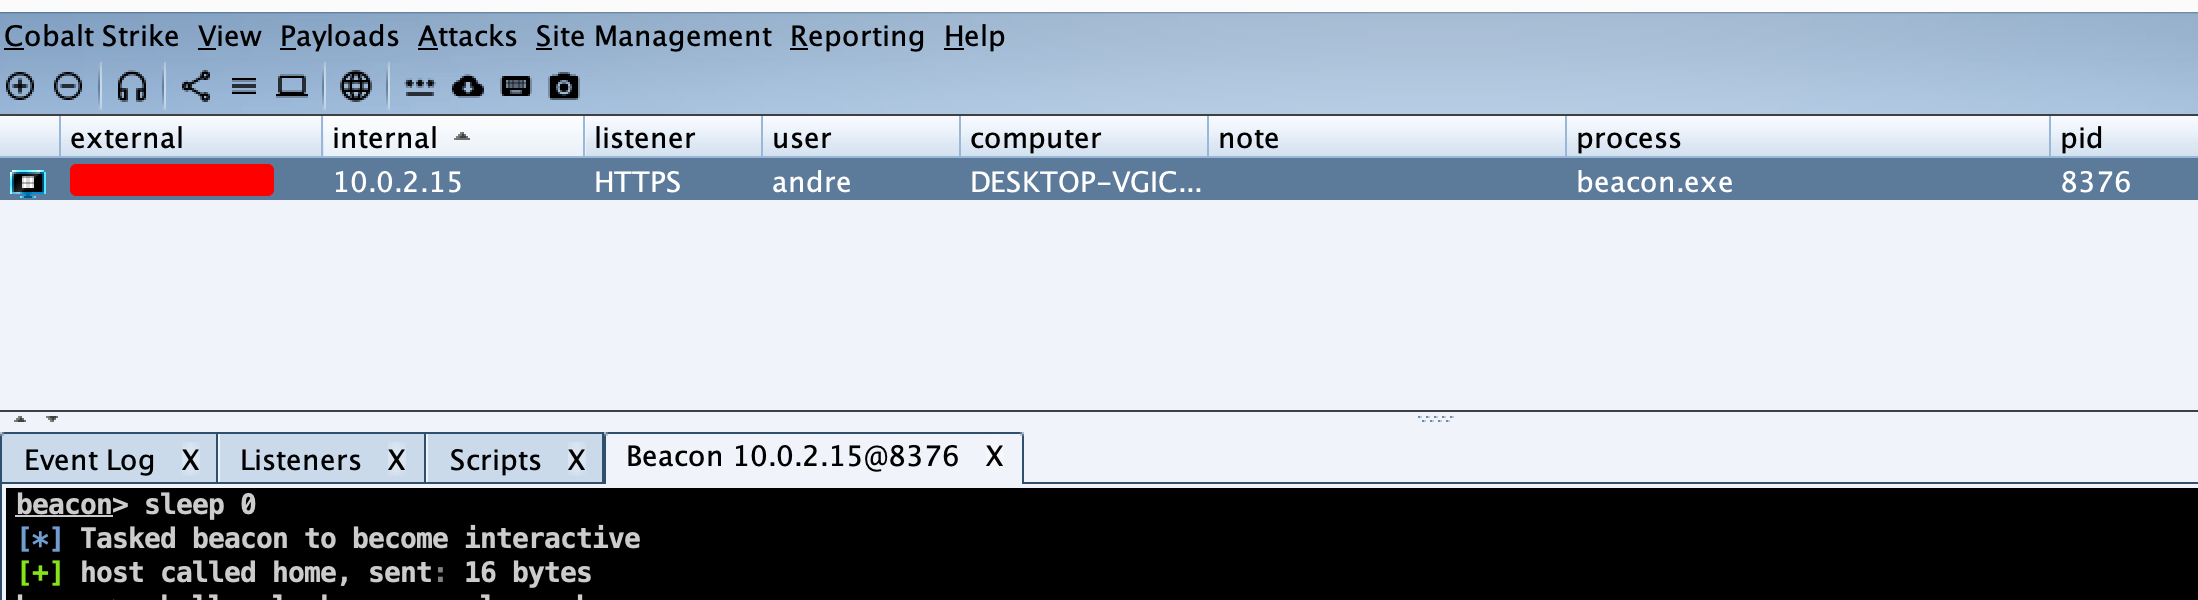 Cobalt Strike View Payloads Attacks Site Management Reporting Help
external internal listener user computer note process pid
10.0.2.15 HTTPS andre DESKTOP-VGIC... beacon.exe 8376
Event Log X Listeners X Scripts X Beacon 10.0.2.15@8376 X
beacon> sleep 0
[*] Tasked beacon to become interactive
[+] host called home, sent: 16 bytes